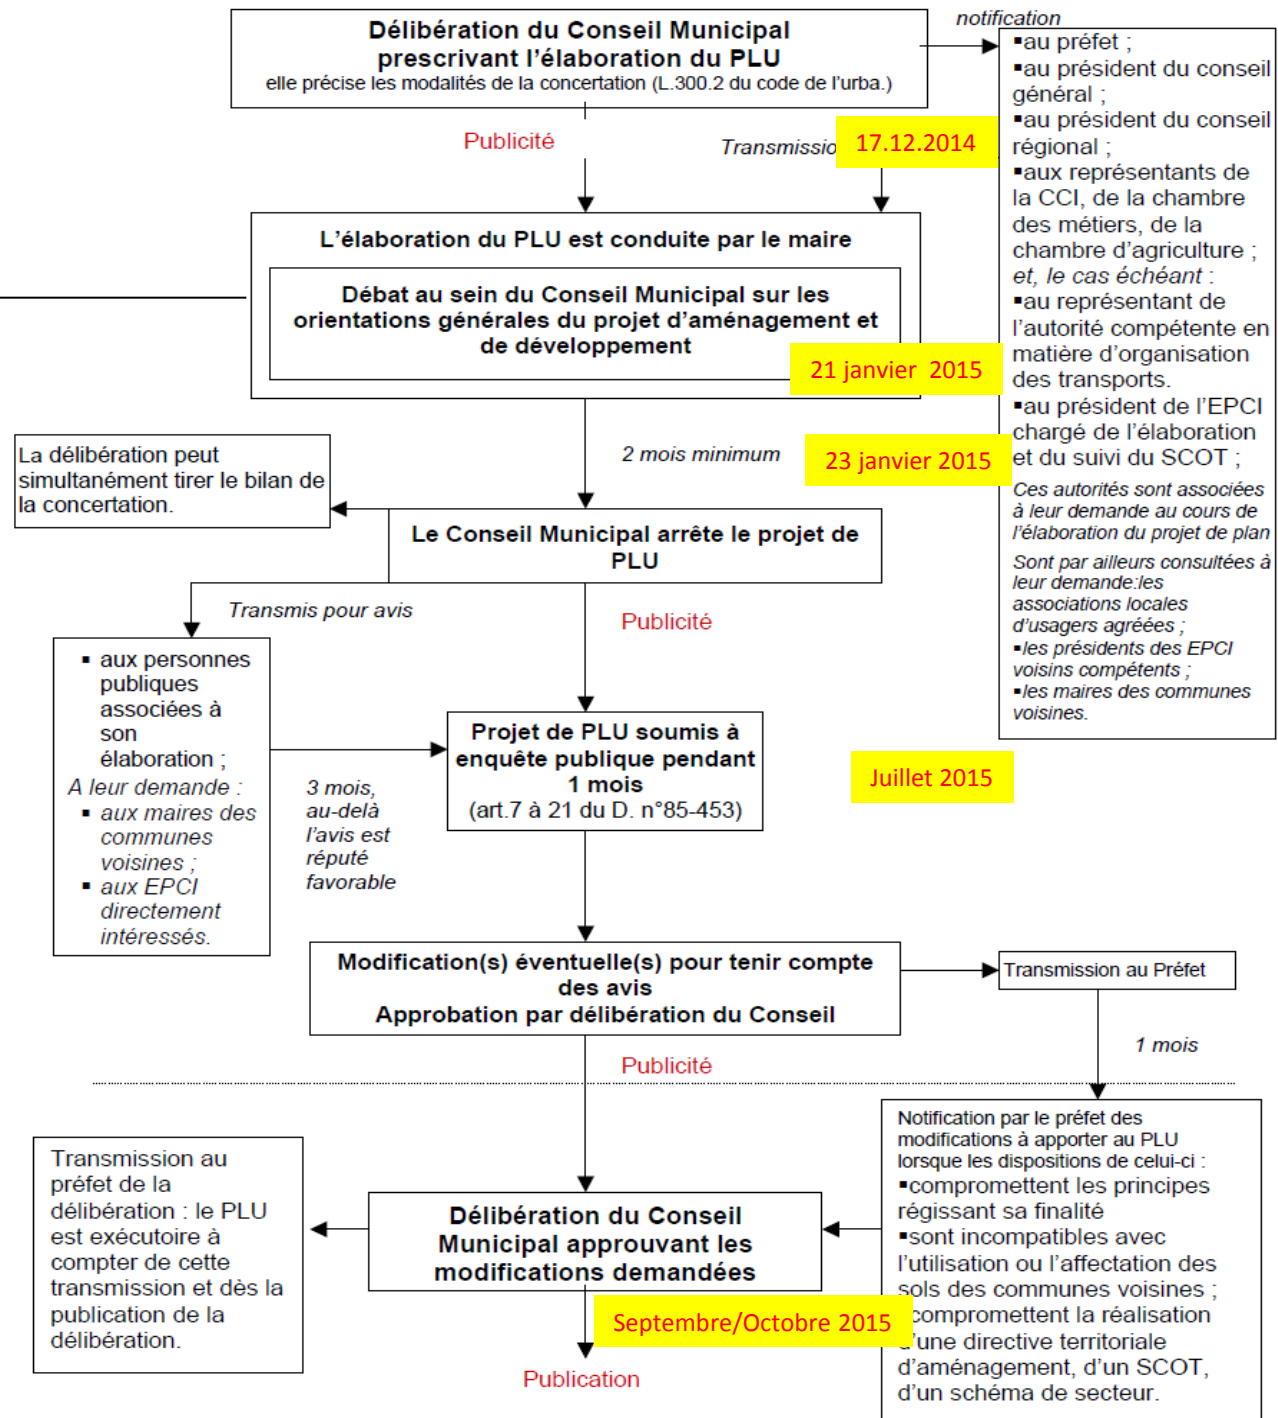 Délibération du Conseil Municipal
prescrivant l’élaboration du PLU
elle précise les modalités de la concertation (L.300.2 du code de l’urba.)
notification
▪au préfet ;
▪au président du conseil
général ;
▪au président du conseil
régional ;
▪aux représentants de
la CCI, de la chambre
des métiers, de la
chambre d’agriculture ;
et, le cas échéant :
▪au représentant de
l’autorité compétente en
matière d’organisation
des transports.
▪au président de l’EPCI
chargé de l’élaboration
et du suivi du SCOT ;
Ces autorités sont associées
à leur demande au cours de
l’élaboration du projet de plan
Sont par ailleurs consultées à
leur demande:les
associations locales
d’usagers agréées ;
▪les présidents des EPCI
voisins compétents ;
▪les maires des communes
voisines.
Publicité
17.12.2014
L’élaboration du PLU est conduite par le maire
Débat au sein du Conseil Municipal sur les
orientations générales du projet d’aménagement et
de développement
21 janvier 2015
2 mois minimum
23 janvier 2015
La délibération peut
simultanément tirer le bilan de
la concertation.
Le Conseil Municipal arrête le projet de
PLU
Transmis pour avis
Publicité
▪ aux personnes
publiques
associées à
son
élaboration ;
A leur demande :
▪ aux maires des
communes
voisines ;
▪ aux EPCI
directement
intéressés.
3 mois,
au-delà
l’avis est
réputé
favorable
Projet de PLU soumis à
enquête publique pendant
1 mois
(art.7 à 21 du D. n°85-453)
Juillet 2015
Modification(s) éventuelle(s) pour tenir compte
des avis
Approbation par délibération du Conseil
Transmission au Préfet
1 mois
Publicité
Notification par le préfet des
modifications à apporter au PLU
lorsque les dispositions de celui-ci :
▪compromettent les principes
régissant sa finalité
▪sont incompatibles avec
l’utilisation ou l’affectation des
sols des communes voisines ;
compromettent la réalisation
d’une directive territoriale
d’aménagement, d’un SCOT,
d’un schéma de secteur.
Délibération du Conseil
Municipal approuvant les
modifications demandées
Transmission au
préfet de la
délibération : le PLU
est exécutoire à
compter de cette
transmission et dès la
publication de la
délibération.
Septembre/Octobre 2015
Publication